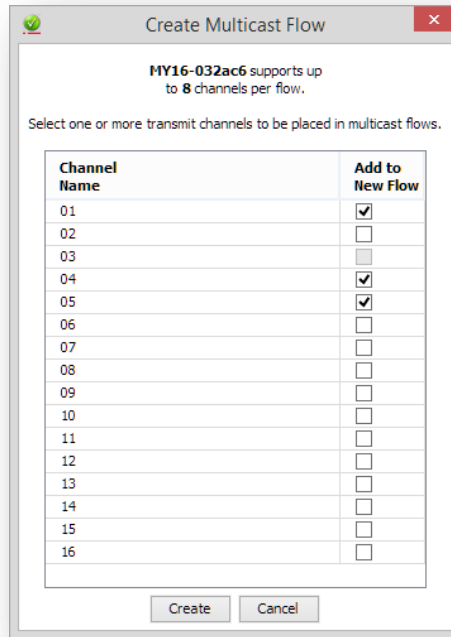 Create Multicast Flow
MY16-032ac6 supports up
to 8 channels per flow.
Select one or more transmit channels to be placed in multicast flows.
Channel Name
Add to New Flow
01
02
03
04
05
06
07
08
09
10
11
12
13
14
15
16
Create Cancel